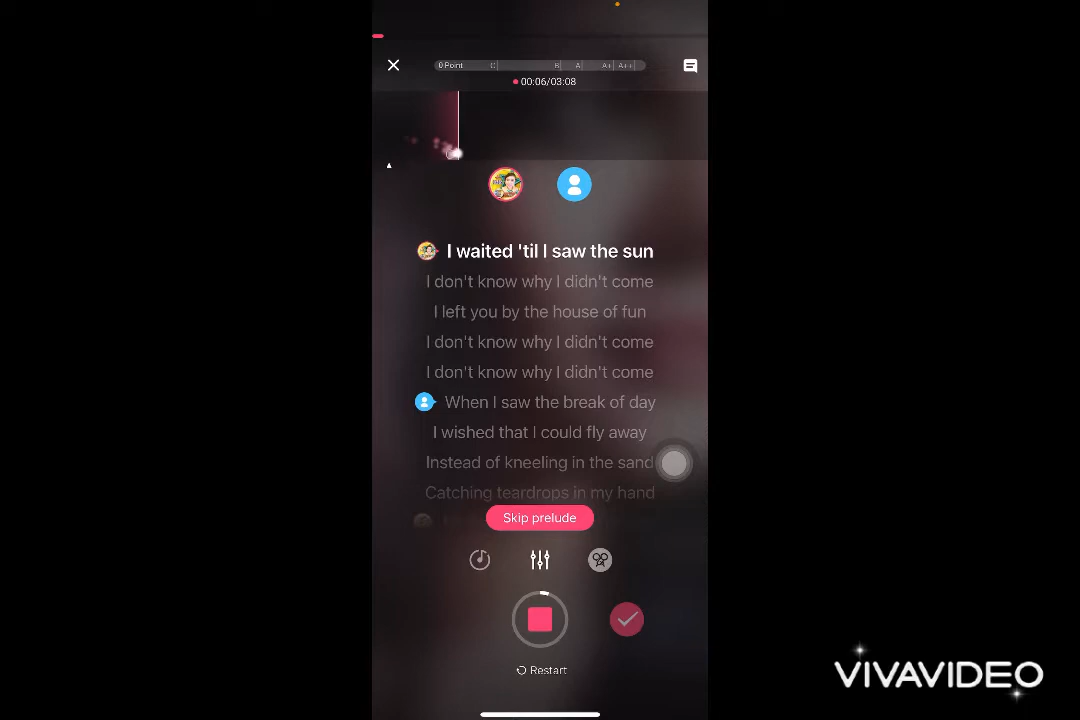 0 Point C B A A+ A++
00:06/03:08
I waited 'til I saw the sun
I don't know why I didn't come
I left you by the house of fun
I don't know why I didn't come
I don't know why I didn't come
When I saw the break of day
I wished that I could fly away
Instead of kneeling in the sand
Catching teardrops in my hand
Skip prelude
Restart
VIVAVIDEO